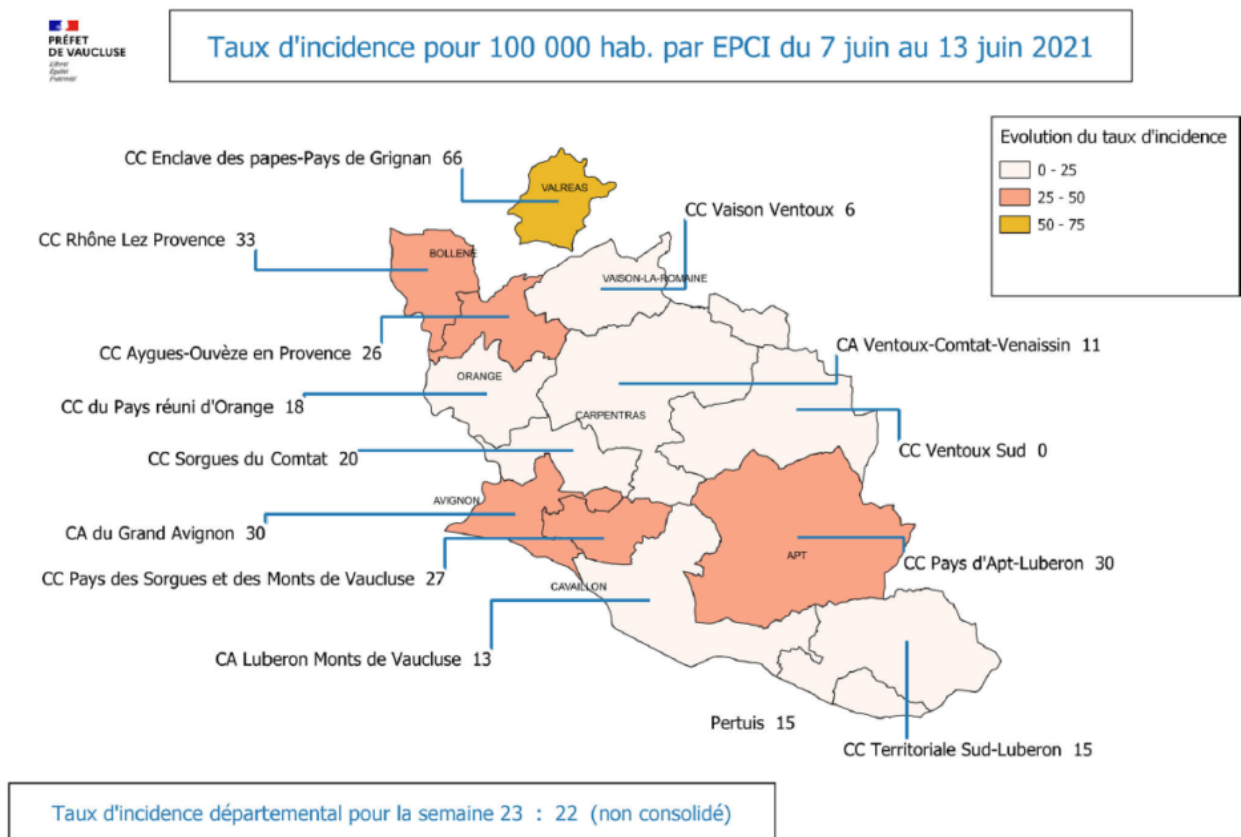 PRÉFET
DE VAUCLUSE
Liberté
Égalité
Fraternité
Taux d'incidence pour 100 000 hab. par EPCI du 7 juin au 13 juin 2021
Evolution du taux d'incidence
0 - 25
25 - 50
50 - 75
CC Enclave des papes-Pays de Grignan 66
VALREAS
CC Vaison Ventoux 6
CC Rhône Lez Provence 33
BOLLENE
VAISON-LA-ROMAINE
CC Aygues-Ouvèze en Provence 26
CA Ventoux-Comtat-Venaissin 11
ORANGE
CC du Pays réuni d'Orange 18
CARPENTRAS
CC Sorgues du Comtat 20
CC Ventoux Sud 0
AVIGNON
CA du Grand Avignon 30
APT
CC Pays d'Apt-Luberon 30
CC Pays des Sorgues et des Monts de Vaucluse 27
CAVAILLON
CA Luberon Monts de Vaucluse 13
Pertuis 15
CC Territoriale Sud-Luberon 15
Taux d'incidence départemental pour la semaine 23 : 22 (non consolidé)